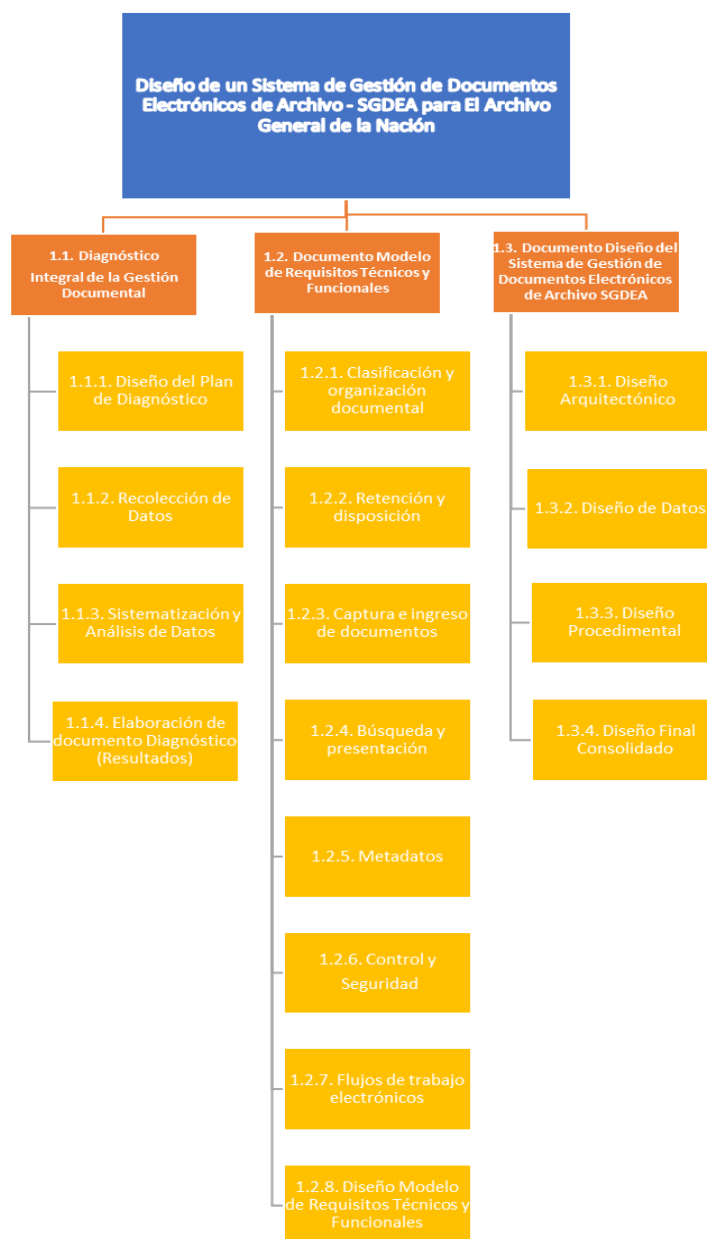 Diseño de un Sistema de Gestión de Documentos
Electrónicos de Archivo - SGDEA para El Archivo
General de la Nación
1.1. Diagnóstico
Integral de la Gestión
Documental
1.1.1. Diseño del Plan
de Diagnóstico
1.1.2. Recolección de
Datos
1.1.3. Sistematización y
Análisis de Datos
1.1.4. Elaboración de
documento Diagnóstico
(Resultados)
1.2. Documento Modelo
de Requisitos Técnicos y
Funcionales
1.2.1. Clasificación y
organización
documental
1.2.2. Retención y
disposición
1.2.3. Captura e ingreso
de documentos
1.2.4. Búsqueda y
presentación
1.2.5. Metadatos
1.2.6. Control y
Seguridad
1.2.7. Flujos de trabajo
electrónicos
1.2.8. Diseño Modelo
de Requisitos Técnicos y
Funcionales
1.3. Documento Diseño del
Sistema de Gestión de
Documentos Electrónicos
de Archivo SGDEA
1.3.1. Diseño
Arquitectónico
1.3.2. Diseño de Datos
1.3.3. Diseño
Procedimental
1.3.4. Diseño Final
Consolidado